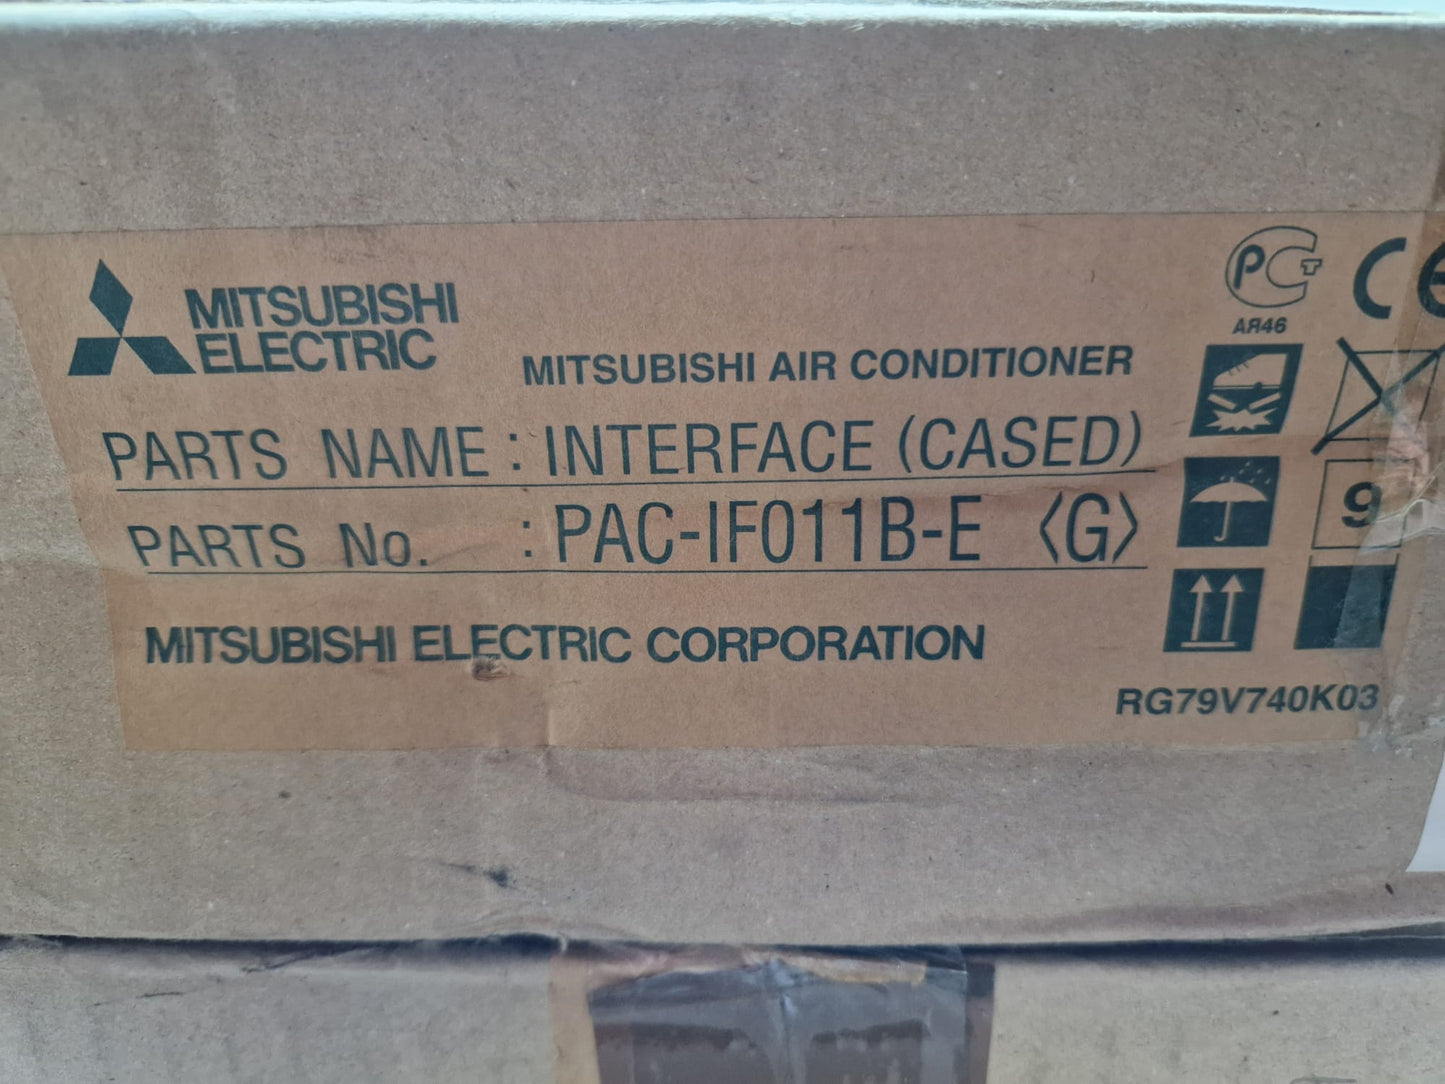 MITSUBISHI
ELECTRIC
MITSUBISHI AIR CONDITIONER
PARTS NAME : INTERFACE (CASED)
PARTS No. : PAC-IF011B-E 〈G〉
MITSUBISHI ELECTRIC CORPORATION
РСТ
АЯ46
CE
9
RG79V740K03